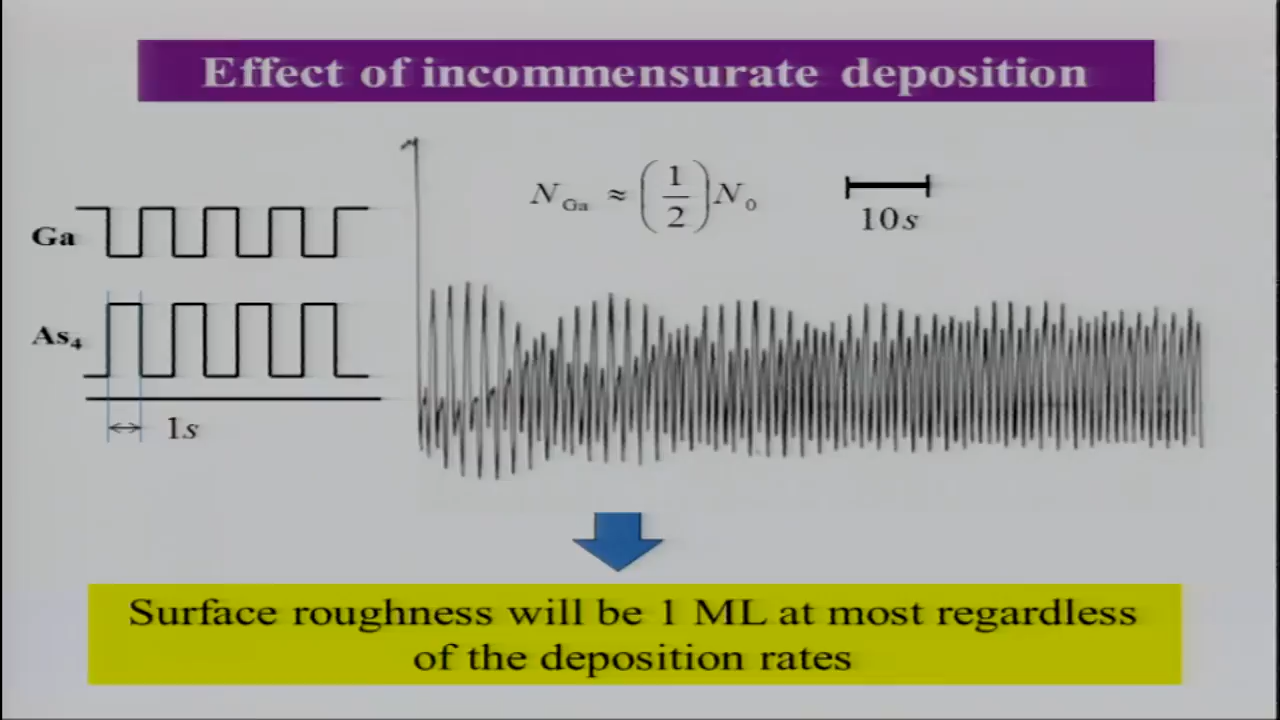 Effect of incommensurate deposition
N_Ga ≈ (1/2) N_0
10s
Ga
As₄
1s
Surface roughness will be 1 ML at most regardless
of the deposition rates